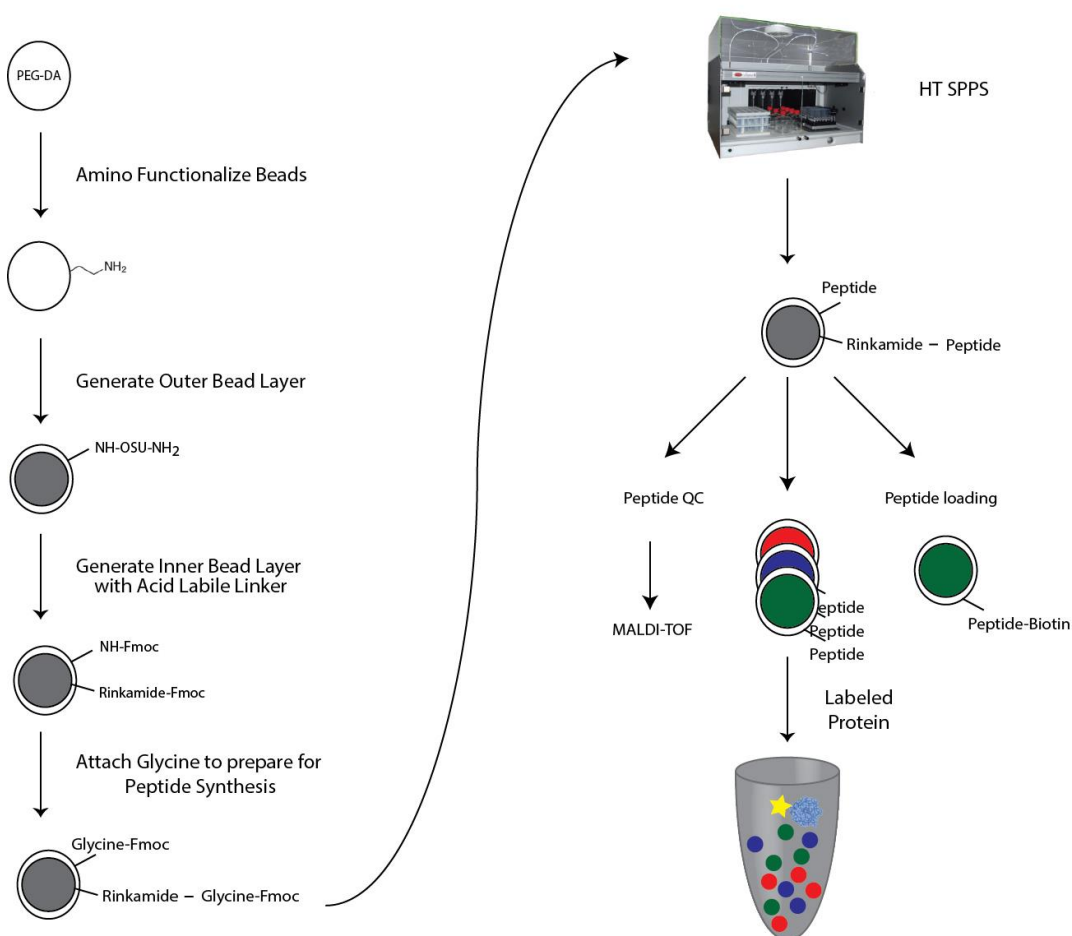 PEG-DA
Amino Functionalize Beads
NH2
Generate Outer Bead Layer
NH-OSU-NH2
Generate Inner Bead Layer
with Acid Labile Linker
NH-Fmoc
Rinkamide-Fmoc
Attach Glycine to prepare for
Peptide Synthesis
Glycine-Fmoc
Rinkamide – Glycine-Fmoc
HT SPPS
Peptide
Rinkamide – Peptide
Peptide QC
MALDI-TOF
eptide
Peptide
Peptide
Peptide loading
Peptide-Biotin
Labeled
Protein